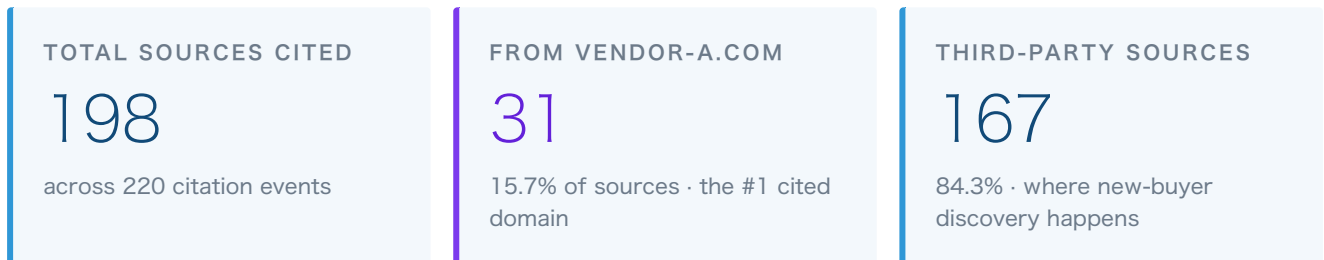 TOTAL SOURCES CITED
198
across 220 citation events
FROM VENDOR-A.COM
31
15.7% of sources · the #1 cited
domain
THIRD-PARTY SOURCES
167
84.3% · where new-buyer
discovery happens